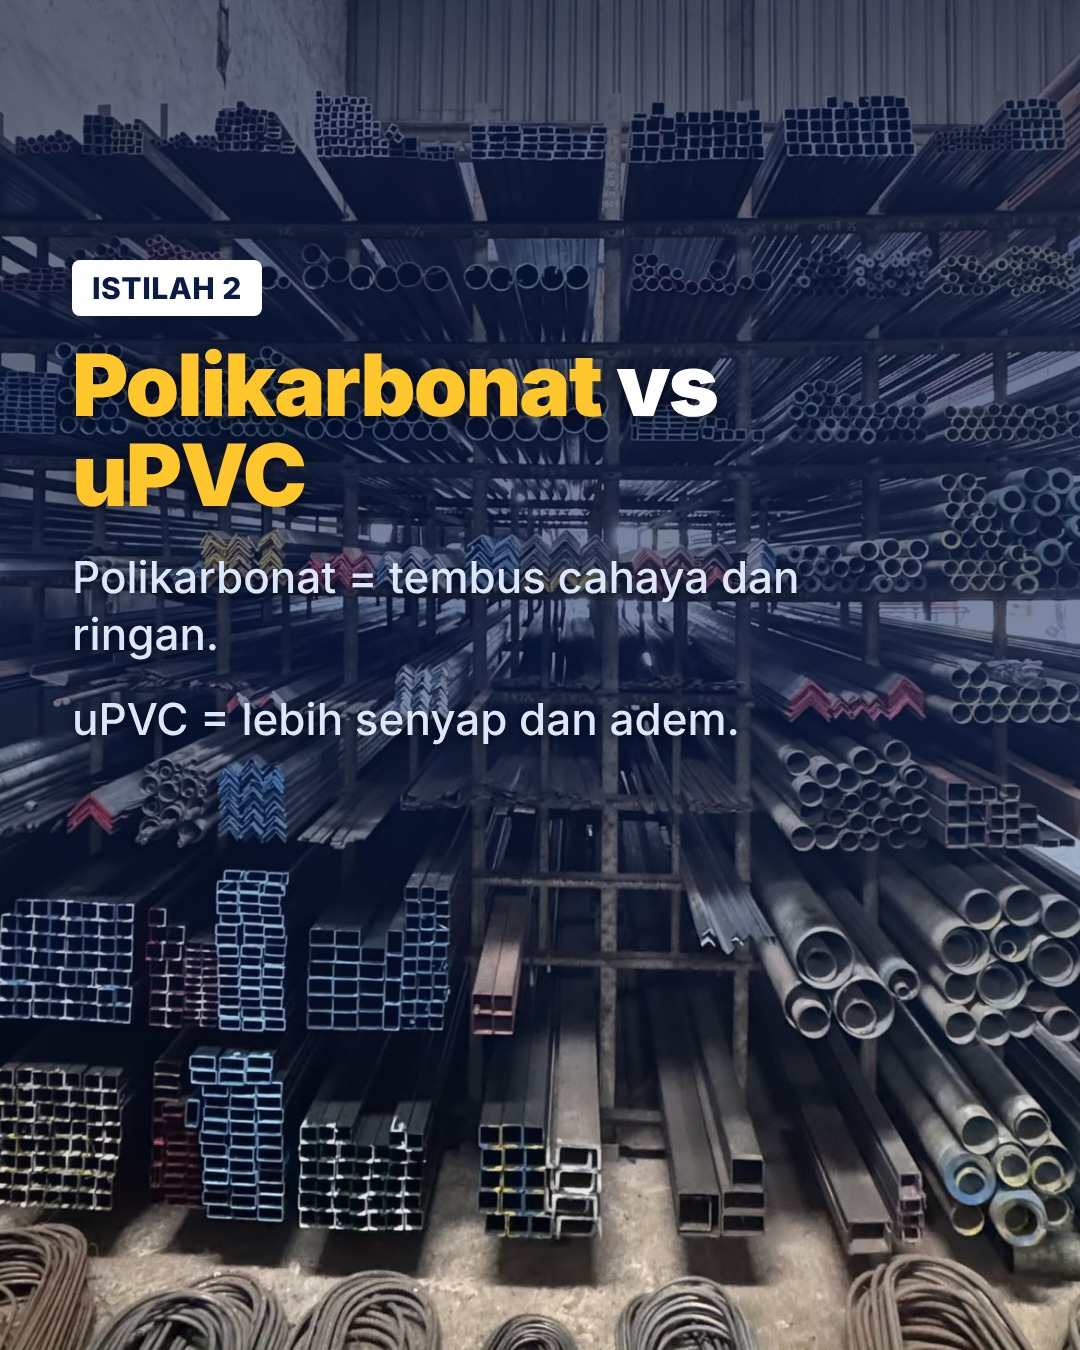 ISTILAH 2
Polikarbonat vs
uPVC
Polikarbonat = tembus cahaya dan
ringan.
uPVC = lebih senyap dan adem.